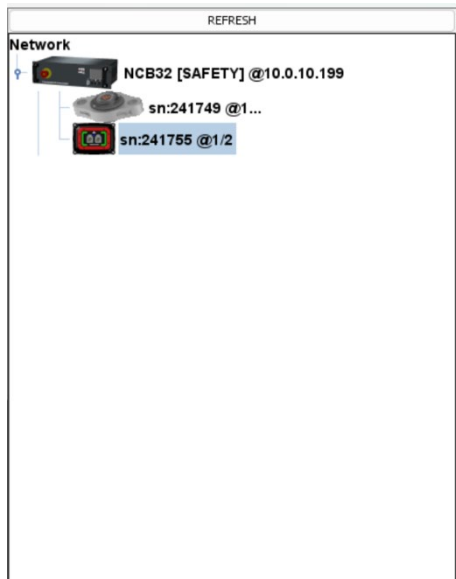 REFRESH
Network
NCB32 [SAFETY] @10.0.10.199
sn:241749 @1...
sn:241755 @1/2